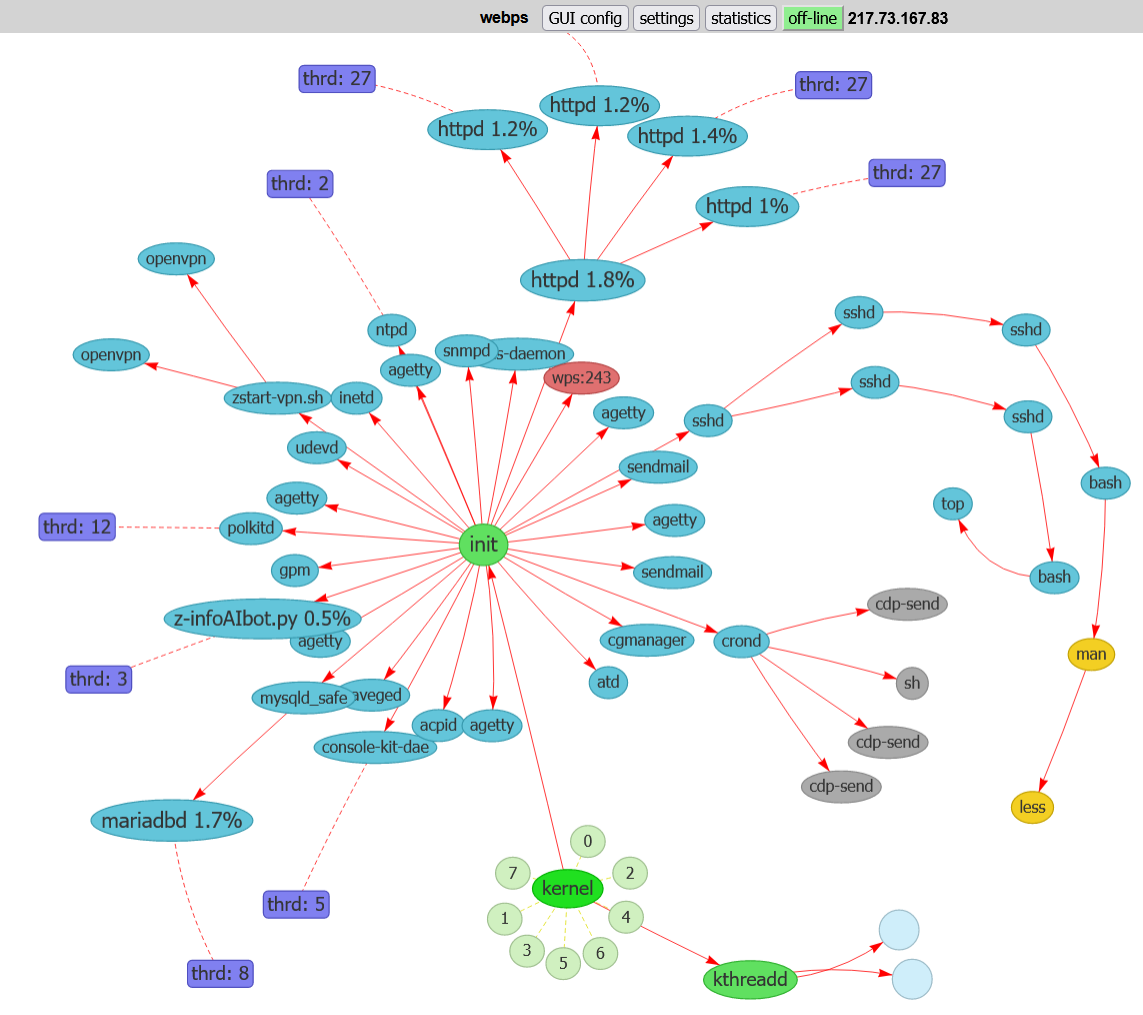 webps GUI config settings statistics off-line 217.73.167.83
thrd: 27
httpd 1.2%
httpd 1.2%
httpd 1.4%
thrd: 27
thrd: 27
thrd: 2
httpd 1%
openvpn
httpd 1.8%
ntpd
sshd
sshd
openvpn
agetty
snmpd
s-daemon
wps:243
sshd
zstart-vpn.sh
inetd
agetty
sshd
sshd
udevd
sendmail
bash
agetty
top
thrd: 12
polkitd
agetty
init
gpm
sendmail
bash
cdp-send
z-infoAIbot.py 0.5%
agetty
cgmanager
crond
man
thrd: 3
mysqld_safe
aveged
atd
sh
acpid
agetty
console-kit-dae
cdp-send
cdp-send
less
mariadbd 1.7%
0
7
2
kernel
thrd: 5
1
4
3
5
6
thrd: 8
kthreadd